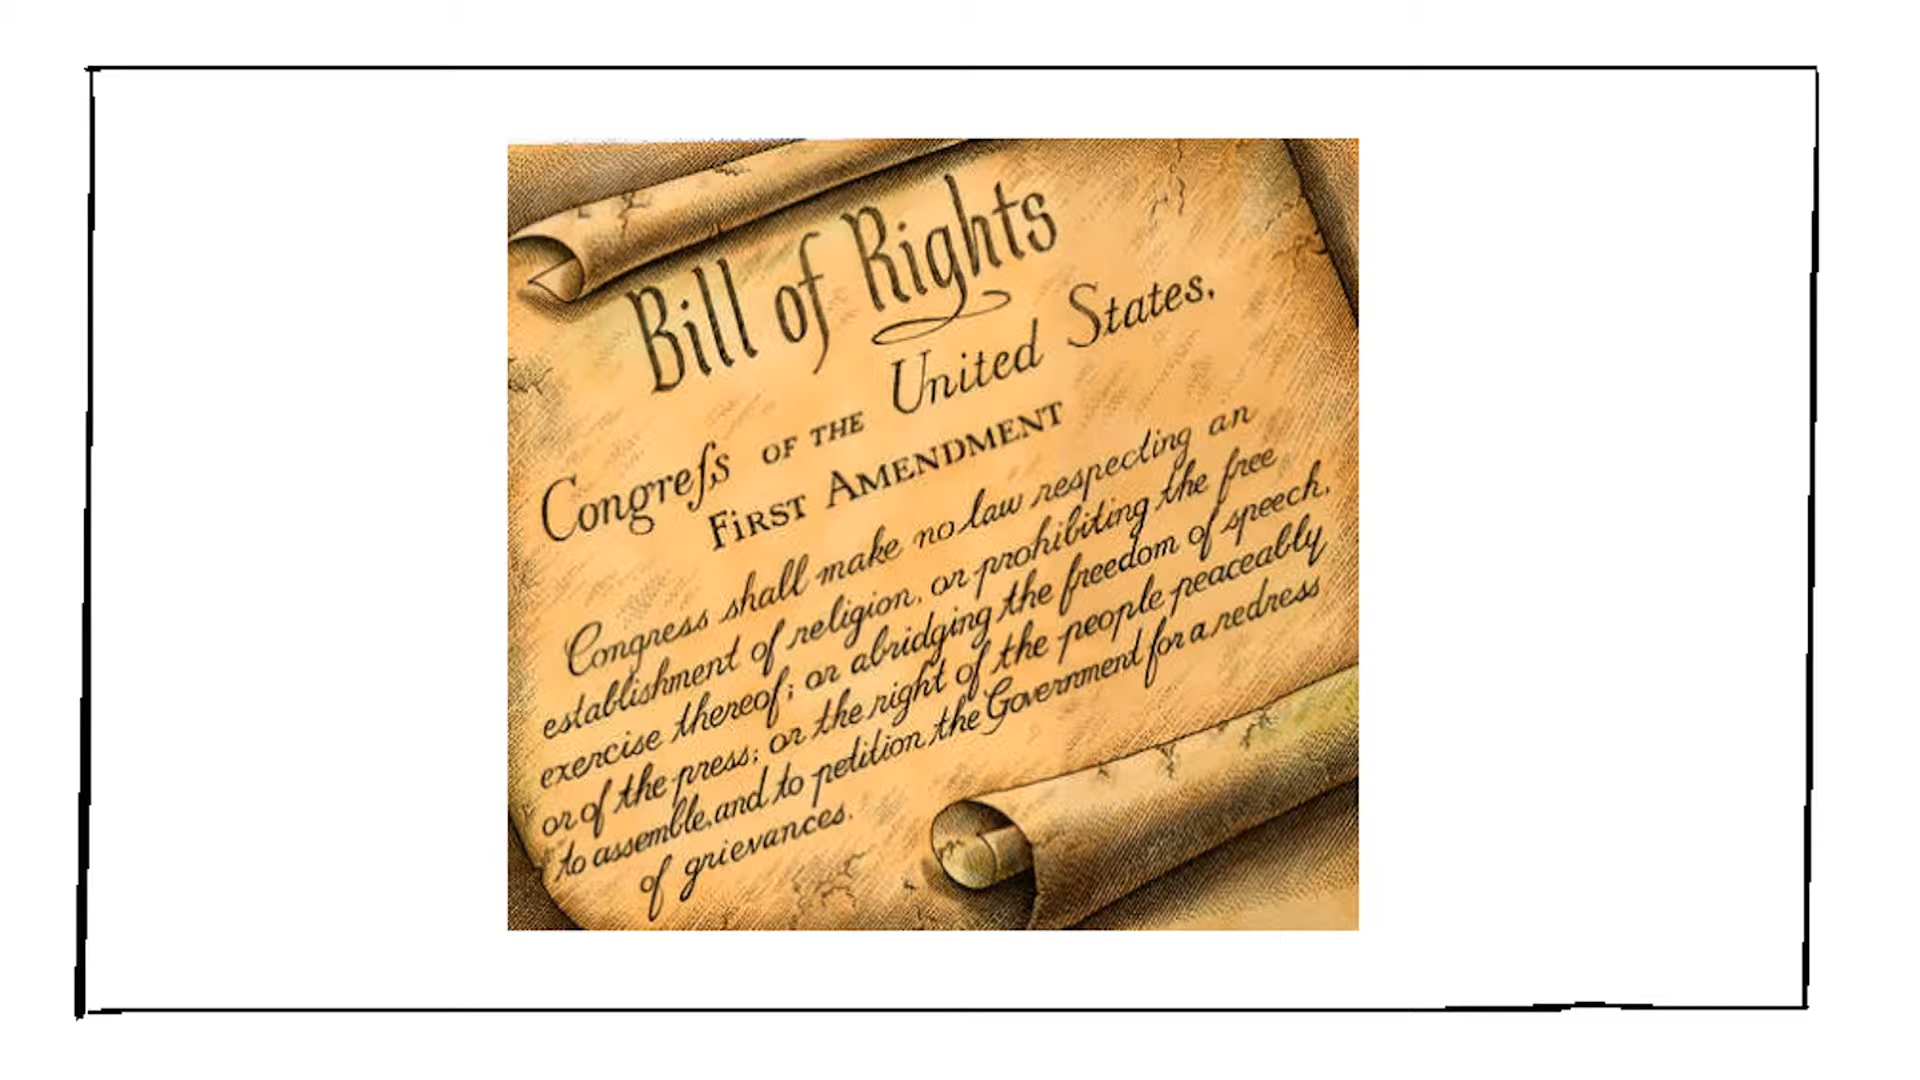 Bill of Rights
Congreſs OF THE United States,
FIRST AMENDMENT
Congress shall make no law respecting an
establishment of religion, or prohibiting the free
exercise thereof; or abridging the freedom of speech,
or of the press; or the right of the people peaceably
to assemble, and to petition the Government for a redress
of grievances.